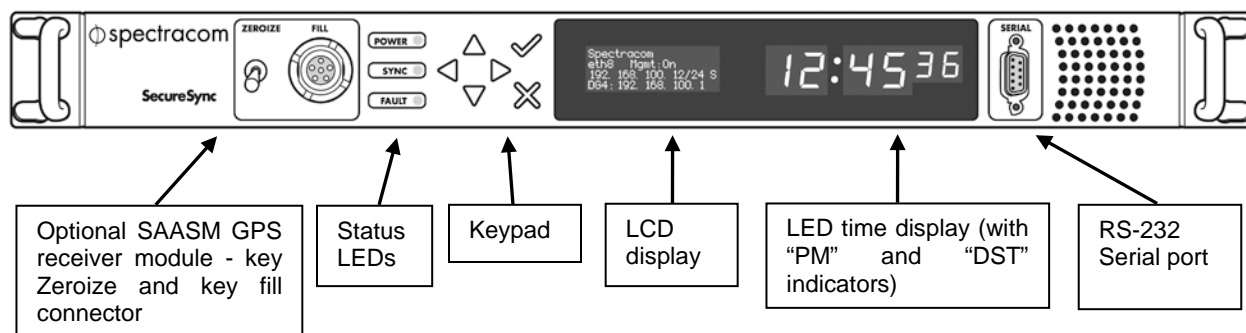 spectracom
SecureSync
ZEROIZE
FILL
POWER
SYNC
FAULT
Spectracom
eth8 Mgmt:On
192. 168. 100. 12/24 S
DG4: 192. 168. 100. 1
12:45 36
SERIAL
Optional SAASM GPS
receiver module - key
Zeroize and key fill
connector
Status
LEDs
Keypad
LCD
display
LED time display (with
“PM” and “DST”
indicators)
RS-232
Serial port